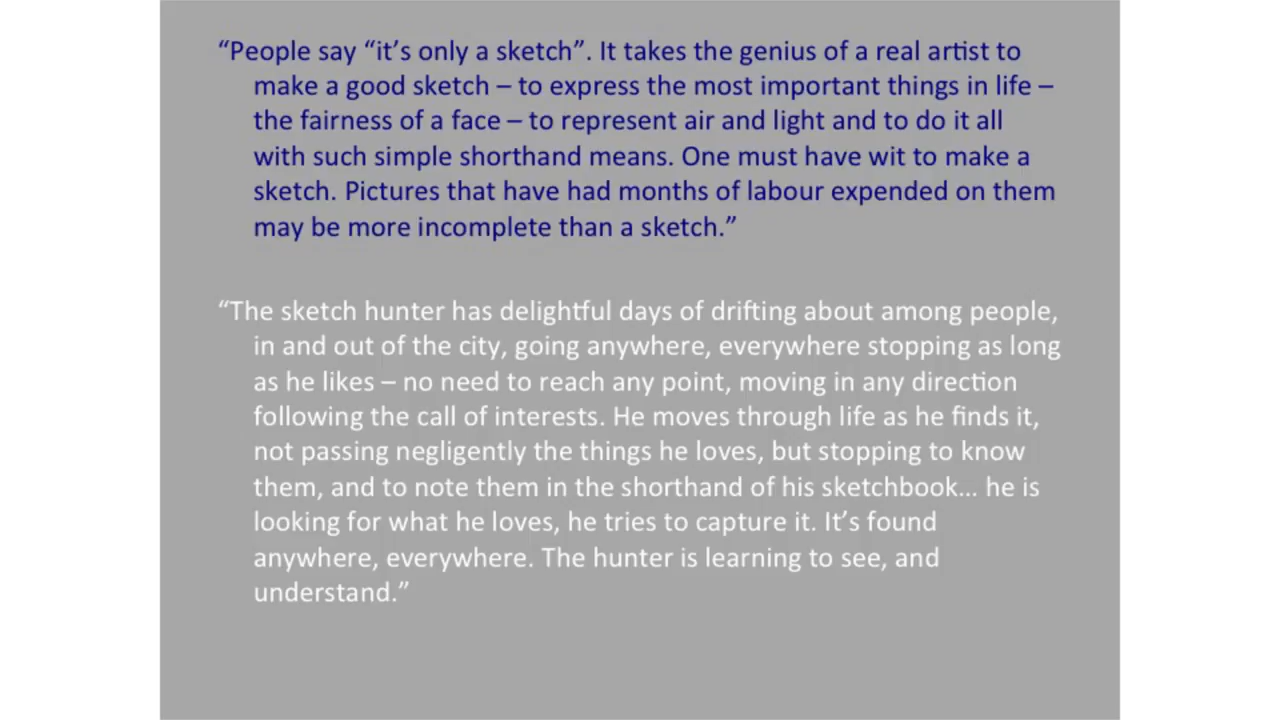 “People say “it’s only a sketch”. It takes the genius of a real artist to
make a good sketch – to express the most important things in life –
the fairness of a face – to represent air and light and to do it all
with such simple shorthand means. One must have wit to make a
sketch. Pictures that have had months of labour expended on them
may be more incomplete than a sketch.”
“The sketch hunter has delightful days of drifting about among people,
in and out of the city, going anywhere, everywhere stopping as long
as he likes – no need to reach any point, moving in any direction
following the call of interests. He moves through life as he finds it,
not passing negligently the things he loves, but stopping to know
them, and to note them in the shorthand of his sketchbook... he is
looking for what he loves, he tries to capture it. It’s found
anywhere, everywhere. The hunter is learning to see, and
understand.”